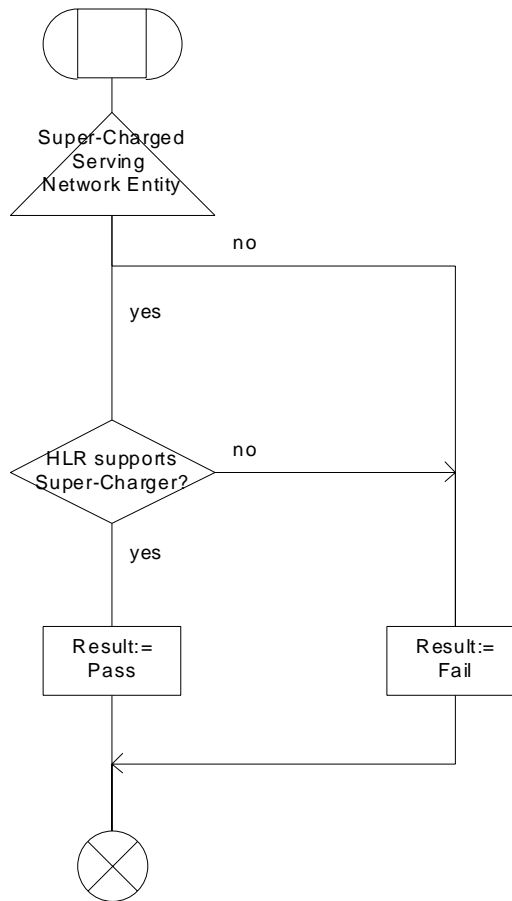 Super-Charged
Serving
Network Entity
no
yes
HLR supports
Super-Charger?
no
yes
Result:=
Pass
Result:=
Fail